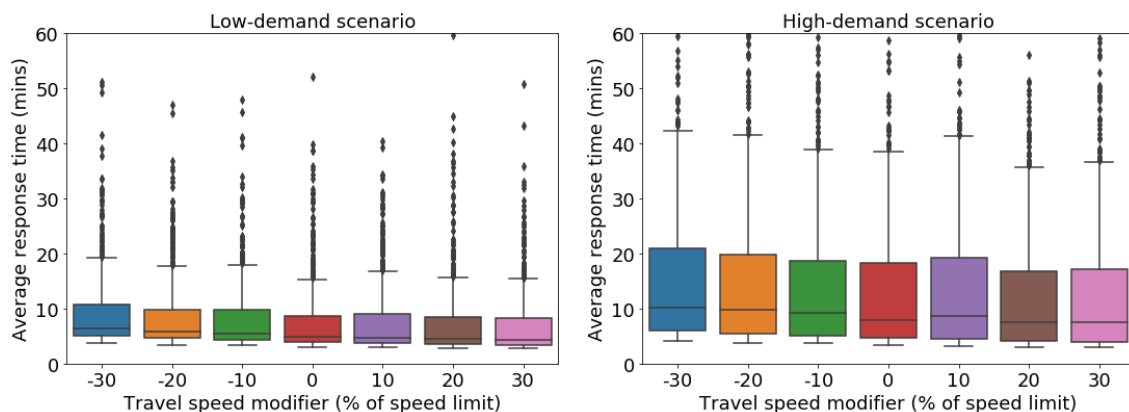 Low-demand scenario
60
50
40
30
20
10
0
Average response time (mins)
-30 -20 -10 0 10 20 30
Travel speed modifier (% of speed limit)
High-demand scenario
60
50
40
30
20
10
0
Average response time (mins)
-30 -20 -10 0 10 20 30
Travel speed modifier (% of speed limit)